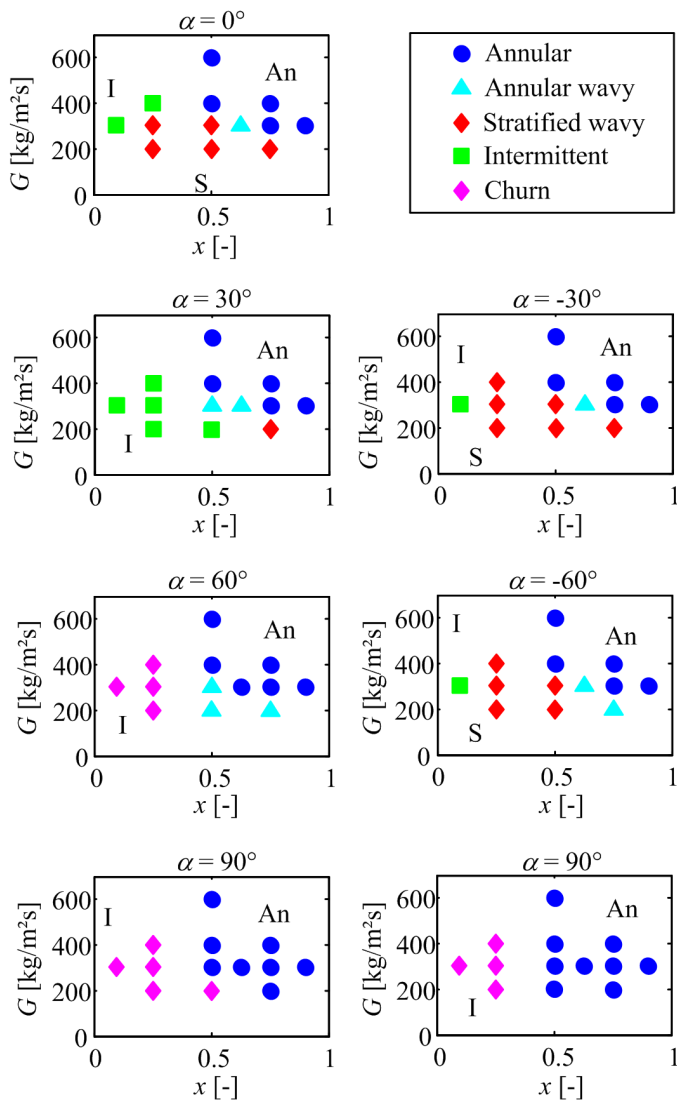 α = 0°
600
400
200
0
G [kg/m²s]
I
An
S
0
0.5
1
x [-]
Annular
Annular wavy
Stratified wavy
Intermittent
Churn
α = 30°
600
400
200
0
G [kg/m²s]
An
I
0
0.5
1
x [-]
α = -30°
600
400
200
0
G [kg/m²s]
I
An
S
0
0.5
1
x [-]
α = 60°
600
400
200
0
G [kg/m²s]
An
I
0
0.5
1
x [-]
α = -60°
600
400
200
0
G [kg/m²s]
I
An
S
0
0.5
1
x [-]
α = 90°
600
400
200
0
G [kg/m²s]
I
An
0
0.5
1
x [-]
α = 90°
600
400
200
0
G [kg/m²s]
An
I
0
0.5
1
x [-]